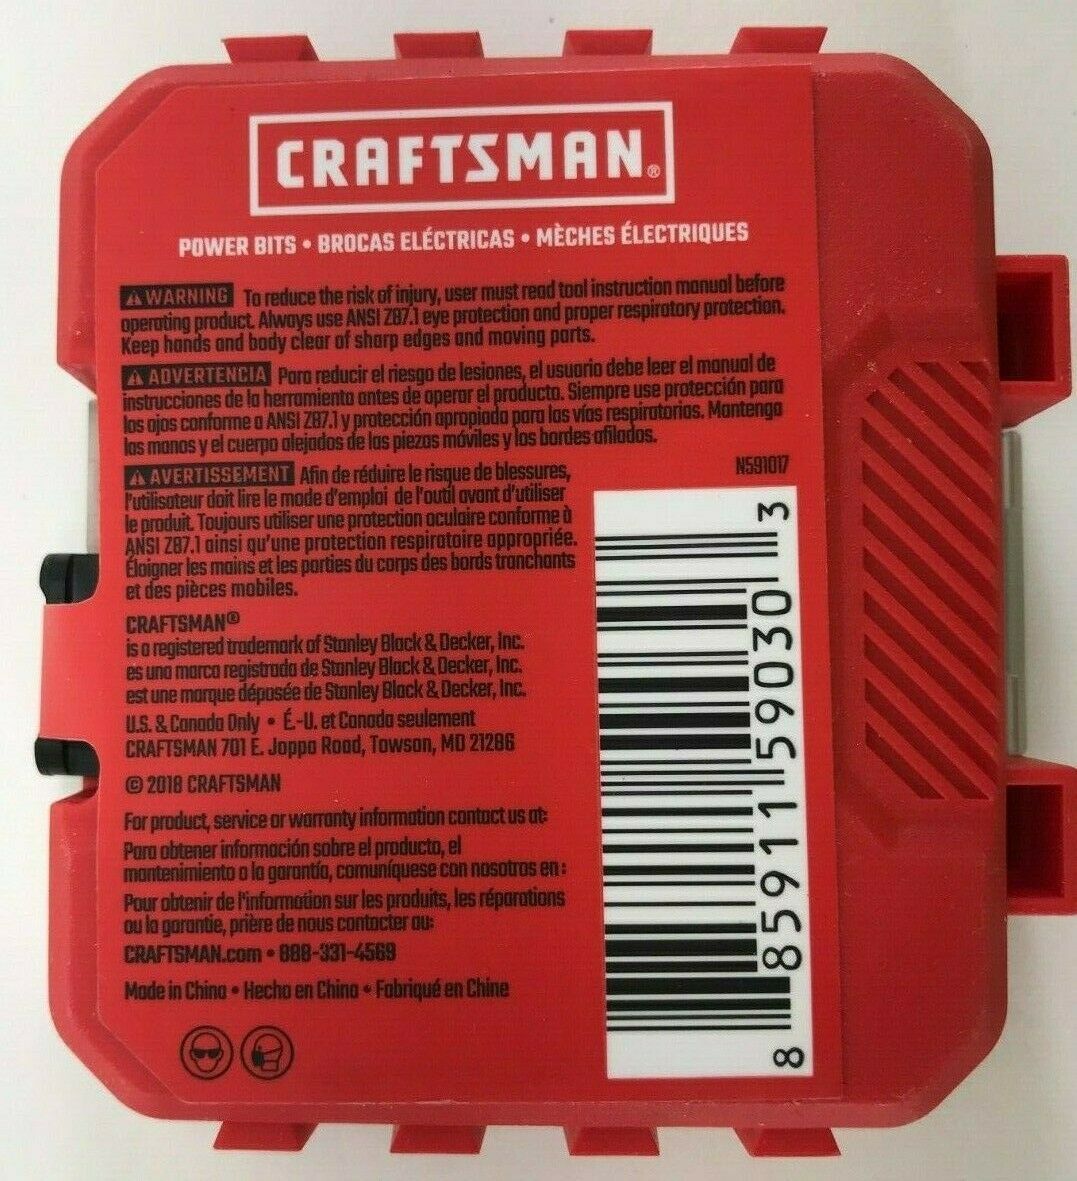 CRAFTSMAN®
POWER BITS • BROCAS ELÉCTRICAS • MÈCHES ÉLECTRIQUES
WARNING To reduce the risk of injury, user must read tool instruction manual before
operating product. Always use ANSI Z87.1 eye protection and proper respiratory protection.
Keep hands and body clear of sharp edges and moving parts.
ADVERTENCIA Para reducir el riesgo de lesiones, el usuario debe leer el manual de
instrucciones de la herramienta antes de operar el producto. Siempre use protección para
los ojos conforme a ANSI Z87.1 y protección apropiada para las vías respiratorias. Mantenga
las manos y el cuerpo alejados de las piezas móviles y los bordes afilados.
AVERTISSEMENT Afin de réduire le risque de blessures,
l'utilisateur doit lire le mode d'emploi de l'outil avant d'utiliser
le produit. Toujours utiliser une protection oculaire conforme à
ANSI Z87.1 ainsi qu'une protection respiratoire appropriée.
Éloigner les mains et les parties du corps des bords tranchants
et des pièces mobiles.
N591017
CRAFTSMAN®
is a registered trademark of Stanley Black & Decker, Inc.
es una marca registrada de Stanley Black & Decker, Inc.
est une marque déposée de Stanley Black & Decker, Inc.
U.S. & Canada Only • É.-U. et Canada seulement
CRAFTSMAN 701 E. Joppa Road, Towson, MD 21286
© 2018 CRAFTSMAN
For product, service or warranty information contact us at:
Para obtener información sobre el producto, el
mantenimiento o la garantía, comuníquese con nosotros en :
Pour obtenir de l'information sur les produits, les réparations
ou la garantie, prière de nous contacter au:
CRAFTSMAN.com • 888-331-4569
Made in China • Hecho en China • Fabriqué en Chine
8 85911 59030 3